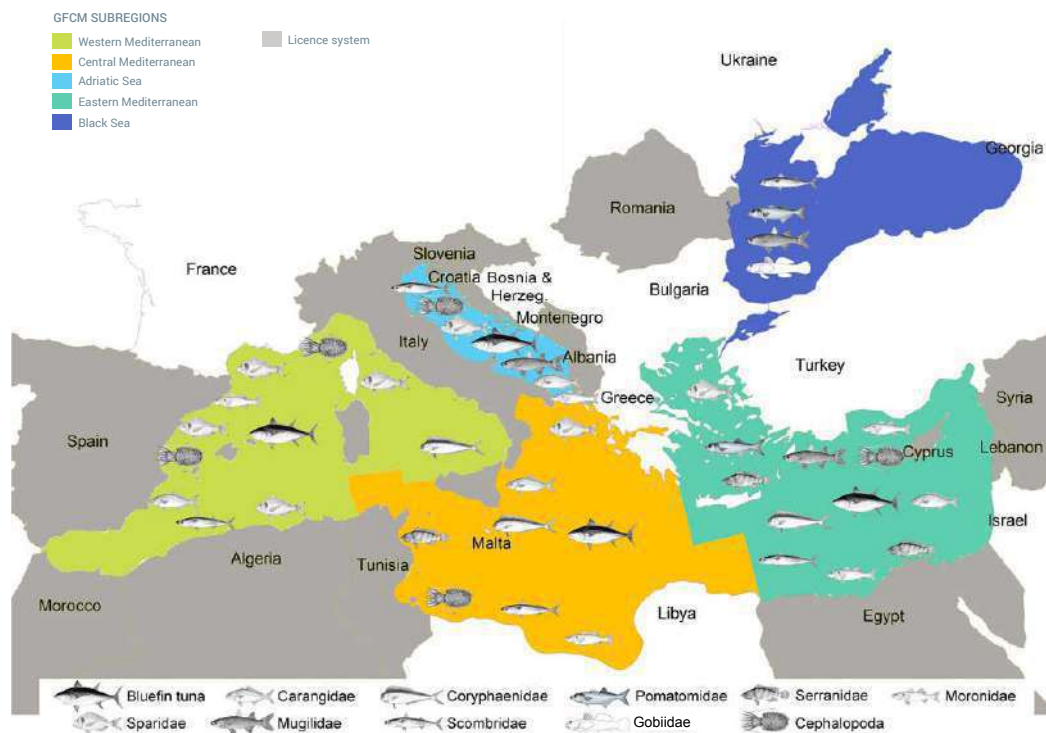 GFCM SUBREGIONS
Western Mediterranean
Licence system
Central Mediterranean
Adriatic Sea
Eastern Mediterranean
Black Sea
Ukraine
Georgia
Romania
Slovenia
France
Croatia
Bosnia &
Herzeg.
Bulgaria
Montenegro
Italy
Albania
Turkey
Greece
Syria
Spain
Cyprus
Lebanon
Israel
Malta
Algeria
Tunisia
Morocco
Libya
Egypt
Bluefin tuna
Carangidae
Coryphaenidae
Pomatomidae
Serranidae
Moronidae
Sparidae
Mugilidae
Scombridae
Gobiidae
Cephalopoda